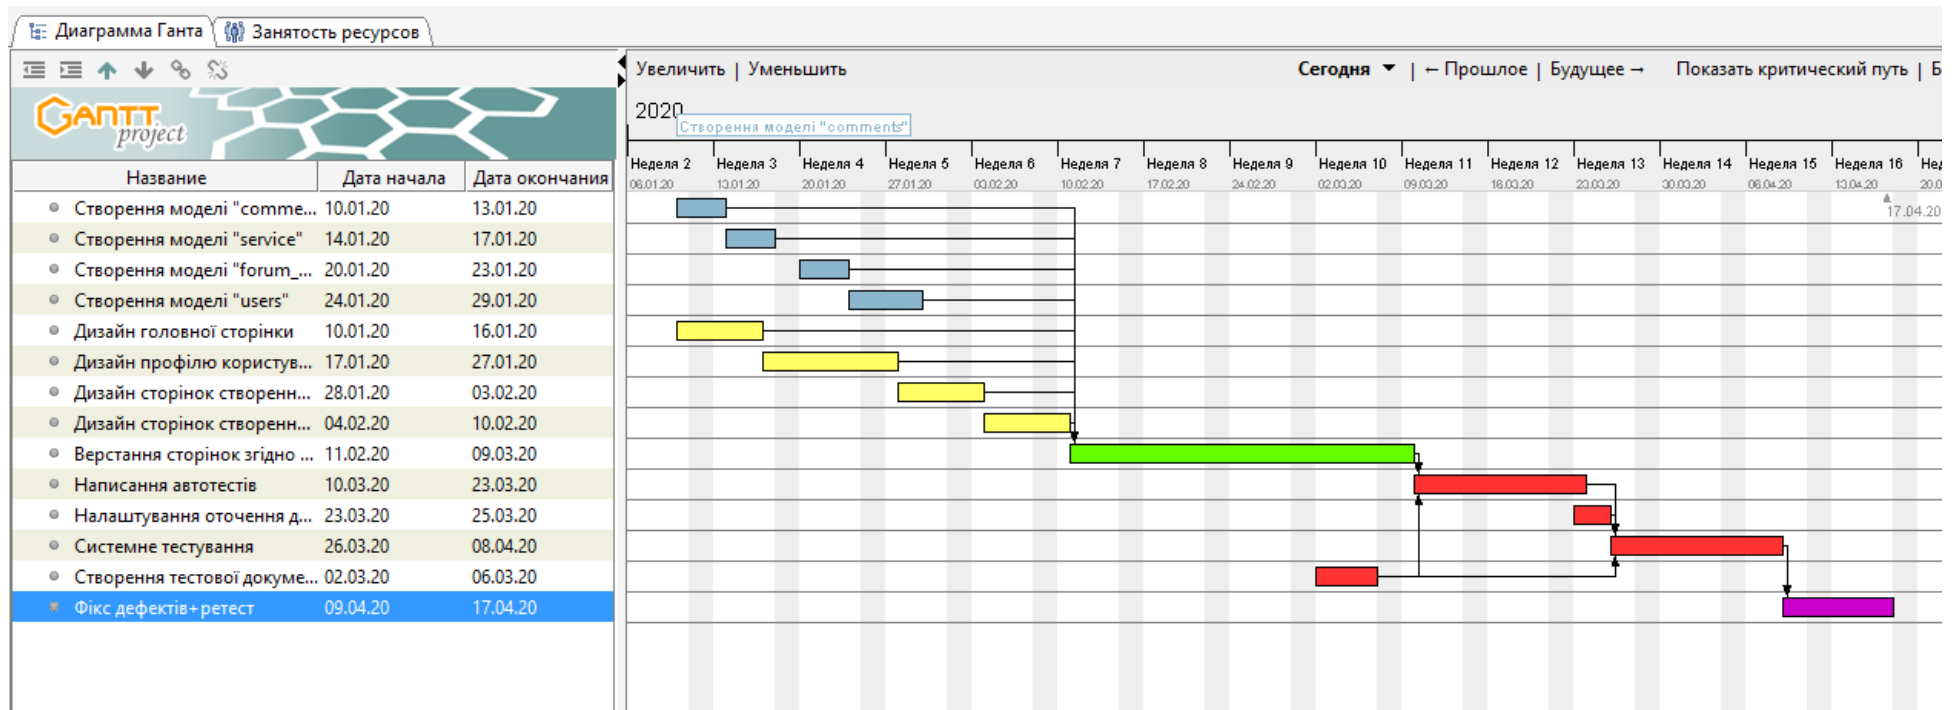 Диаграмма Ганта Занятость ресурсов
Увеличить | Уменьшить Сегодня | ← Прошлое | Будущее → Показать критический путь | Б
GANTT project
2020
Створення моделі "comments"
Неделя 2 Неделя 3 Неделя 4 Неделя 5 Неделя 6 Неделя 7 Неделя 8 Неделя 9 Неделя 10 Неделя 11 Неделя 12 Неделя 13 Неделя 14 Неделя 15 Неделя 16 Нед
06.01.20 13.01.20 20.01.20 27.01.20 03.02.20 10.02.20 17.02.20 24.02.20 02.03.20 09.03.20 16.03.20 23.03.20 30.03.20 06.04.20 13.04.20 20.0
17.04.20
Название Дата начала Дата окончания
Створення моделі "comme... 10.01.20 13.01.20
Створення моделі "service" 14.01.20 17.01.20
Створення моделі "forum_... 20.01.20 23.01.20
Створення моделі "users" 24.01.20 29.01.20
Дизайн головної сторінки 10.01.20 16.01.20
Дизайн профілю користув... 17.01.20 27.01.20
Дизайн сторінок створенн... 28.01.20 03.02.20
Дизайн сторінок створенн... 04.02.20 10.02.20
Верстання сторінок згідно ... 11.02.20 09.03.20
Написання автотестів 10.03.20 23.03.20
Налаштування оточення д... 23.03.20 25.03.20
Системне тестування 26.03.20 08.04.20
Створення тестової докуме... 02.03.20 06.03.20
Фікс дефектів+ретест 09.04.20 17.04.20